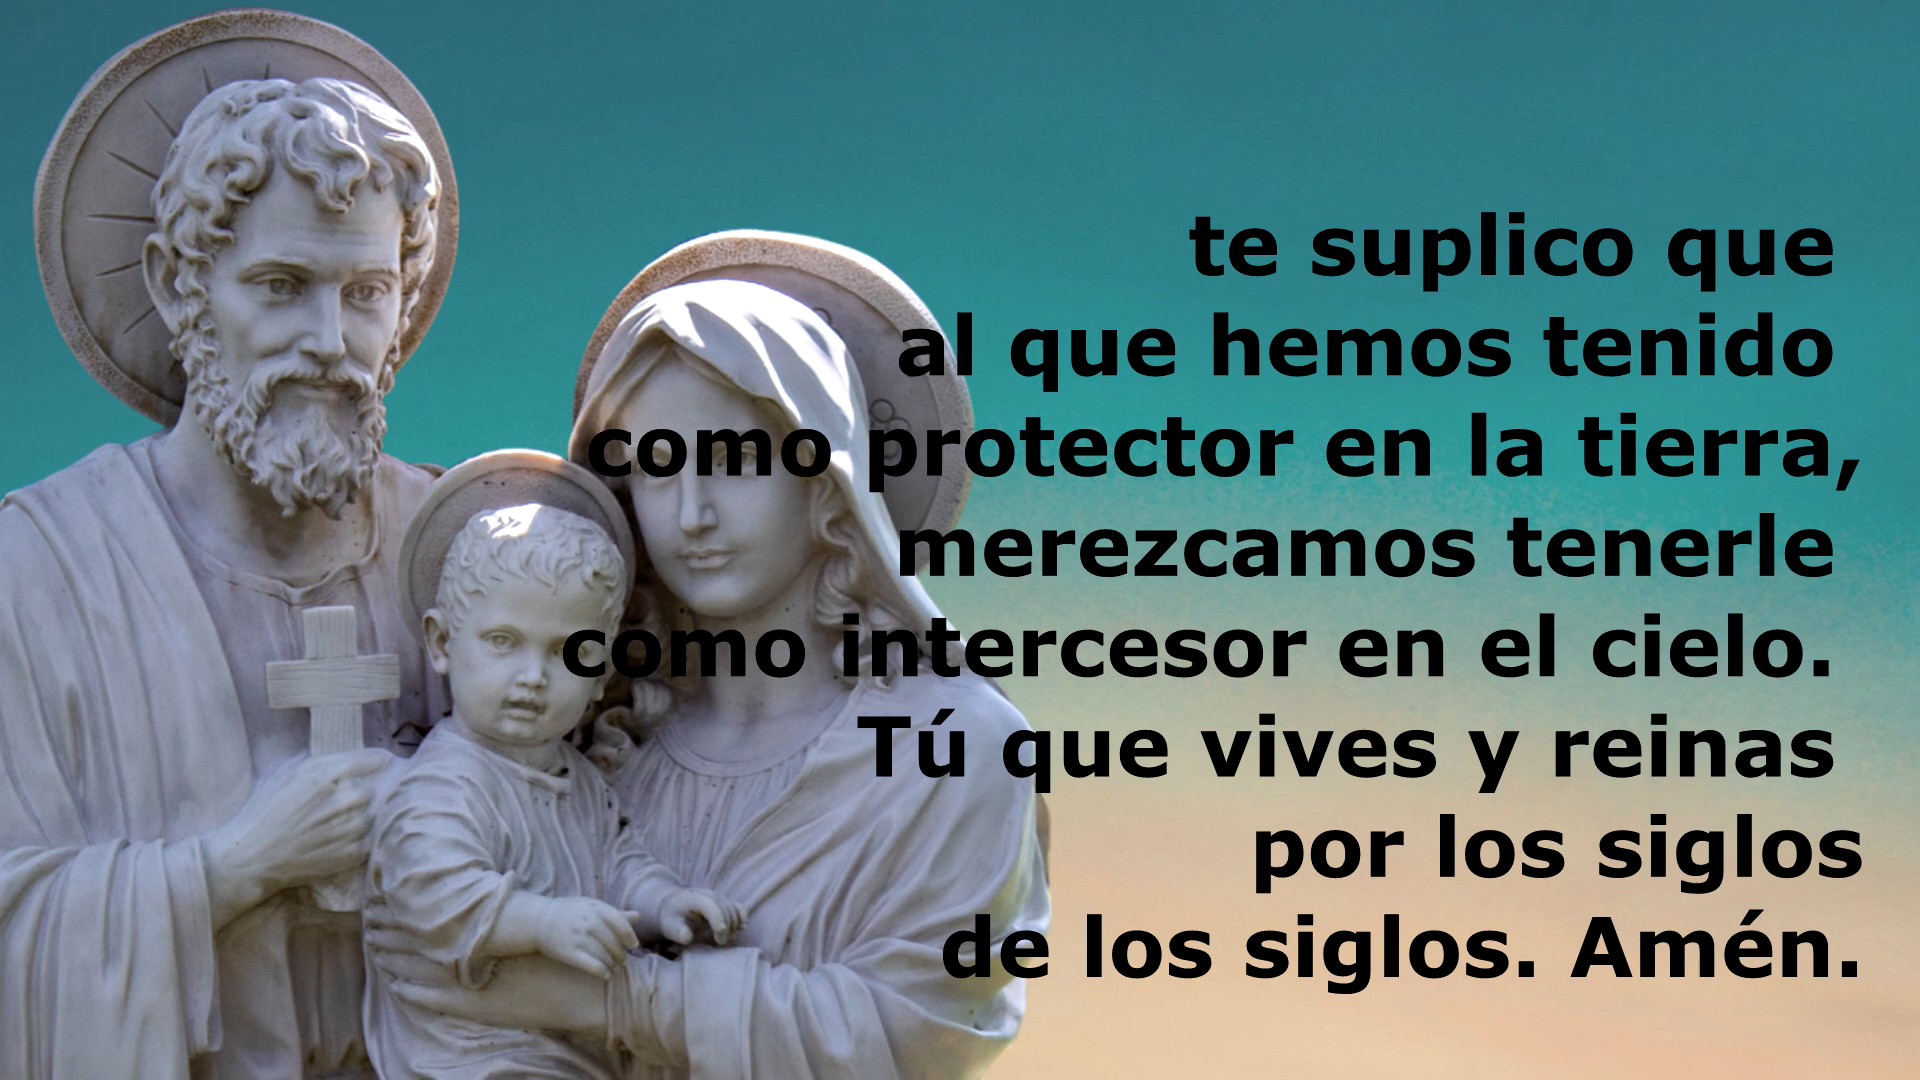 te suplico que
al que hemos tenido
como protector en la tierra,
merezcamos tenerle
como intercesor en el cielo.
Tú que vives y reinas
por los siglos
de los siglos. Amén.